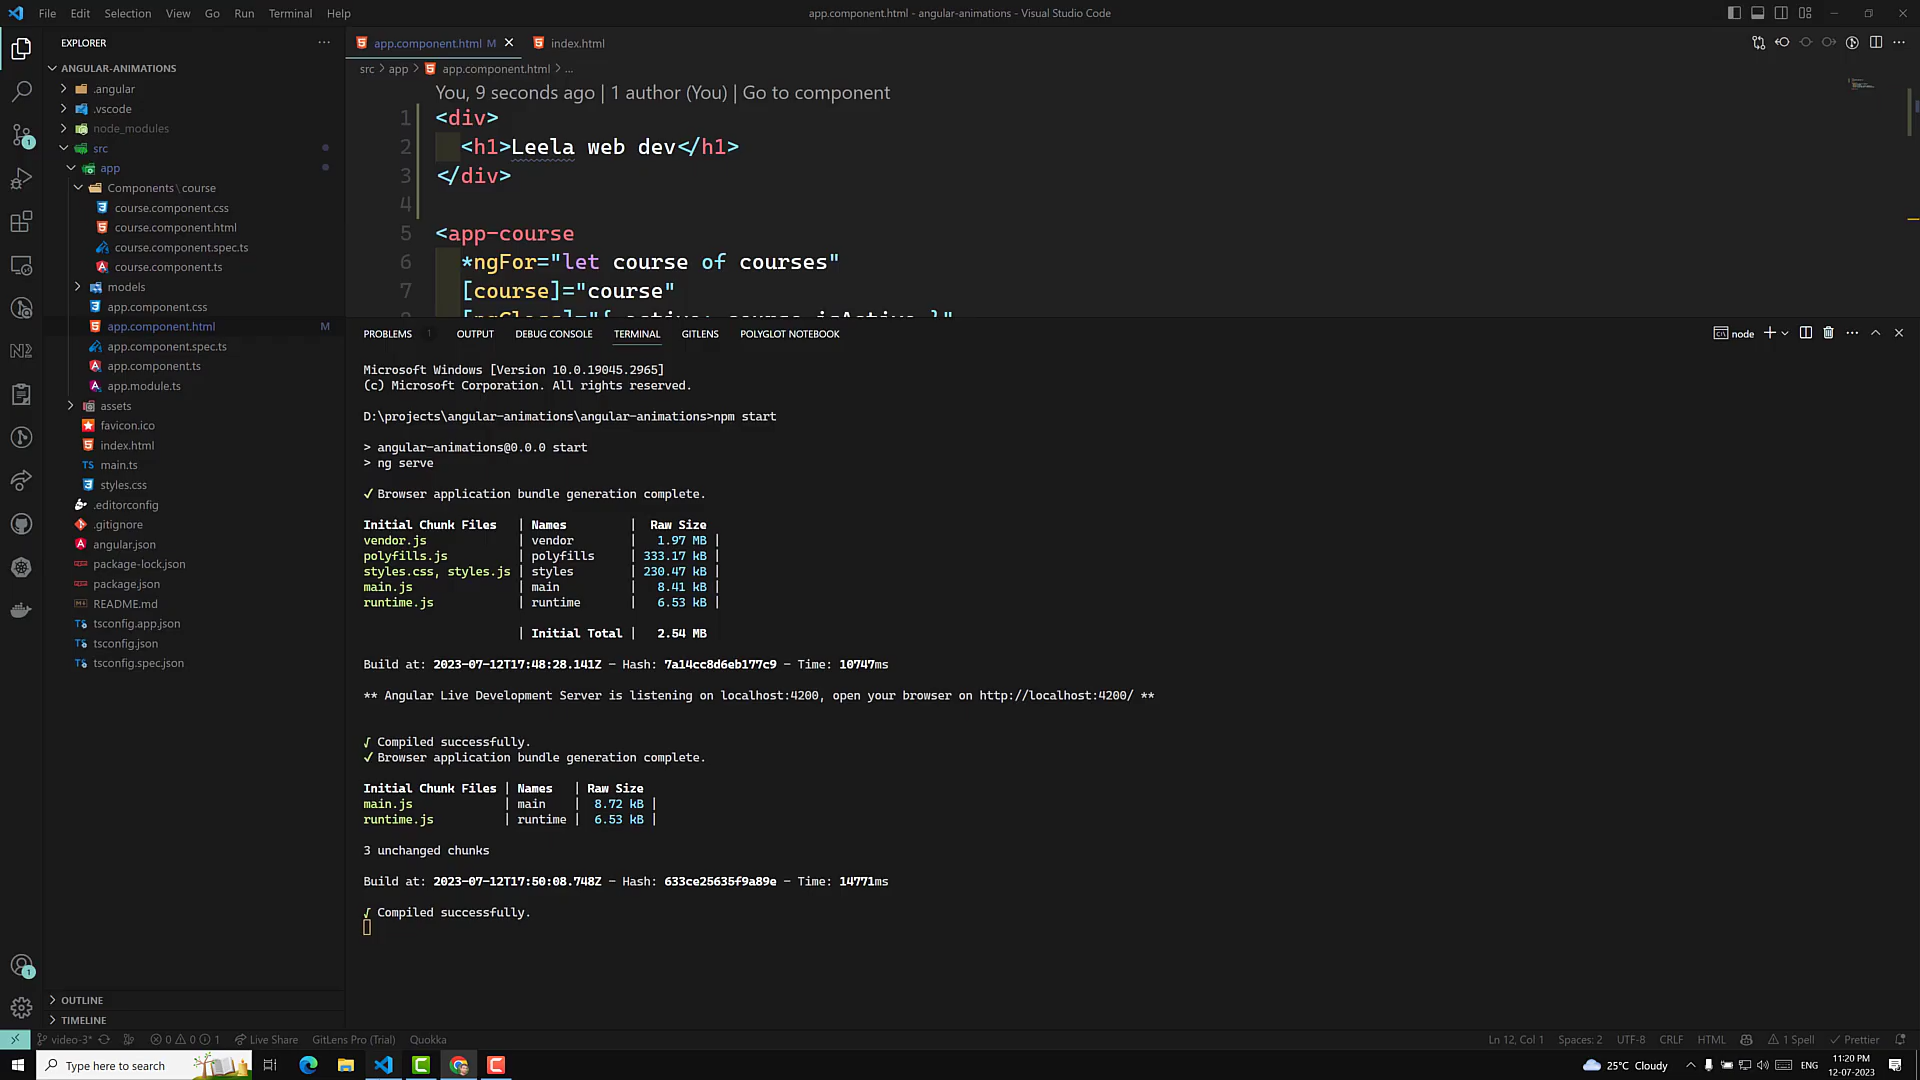 File Edit Selection View Go Run Terminal Help
app.component.html - angular-animations - Visual Studio Code
EXPLORER
ANGULAR-ANIMATIONS
.angular
.vscode
node_modules
src
app
Components\course
course.component.css
course.component.html
course.component.spec.ts
course.component.ts
models
app.component.css
app.component.html M
app.component.spec.ts
app.component.ts
app.module.ts
assets
favicon.ico
index.html
TS main.ts
styles.css
.editorconfig
.gitignore
angular.json
package-lock.json
package.json
README.md
tsconfig.app.json
tsconfig.json
tsconfig.spec.json
OUTLINE
TIMELINE
app.component.html M index.html
src > app > app.component.html > ...
You, 9 seconds ago | 1 author (You) | Go to component
1 <div>
2 <h1>Leela web dev</h1>
3 </div>
4
5 <app-course
6 *ngFor="let course of courses"
7 [course]="course"
8 [ngClass]="{ active: course.isActive }"
PROBLEMS 1 OUTPUT DEBUG CONSOLE TERMINAL GITLENS POLYGLOT NOTEBOOK
node
Microsoft Windows [Version 10.0.19045.2965]
(c) Microsoft Corporation. All rights reserved.
D:\projects\angular-animations\angular-animations>npm start
> angular-animations@0.0.0 start
> ng serve
✓ Browser application bundle generation complete.
Initial Chunk Files | Names | Raw Size
vendor.js | vendor | 1.97 MB |
polyfills.js | polyfills | 333.17 kB |
styles.css, styles.js | styles | 230.47 kB |
main.js | main | 8.41 kB |
runtime.js | runtime | 6.53 kB |
| Initial Total | 2.54 MB
Build at: 2023-07-12T17:48:28.141Z - Hash: 7a14cc8d6eb177c9 - Time: 10747ms
** Angular Live Development Server is listening on localhost:4200, open your browser on http://localhost:4200/ **
√ Compiled successfully.
✓ Browser application bundle generation complete.
Initial Chunk Files | Names | Raw Size
main.js | main | 8.72 kB |
runtime.js | runtime | 6.53 kB |
3 unchanged chunks
Build at: 2023-07-12T17:50:08.748Z - Hash: 633ce25635f9a89e - Time: 14771ms
√ Compiled successfully.
video-3* 0 0 1 Live Share GitLens Pro (Trial) Quokka
Ln 12, Col 1 Spaces: 2 UTF-8 CRLF HTML 1 Spell Prettier
Type here to search
25°C Cloudy ENG 11:20 PM
12-07-2023